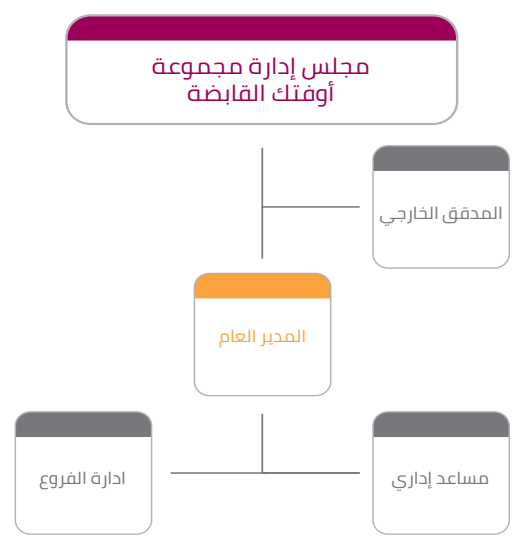 مجلس إدارة مجموعة
أوفتك القابضة
المدقق الخارجي
المدير العام
مساعد إداري
ادارة الفروع